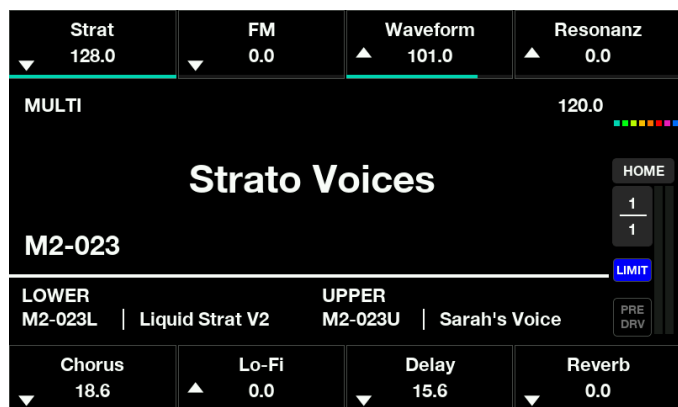 Strat FM Waveform Resonanz
128.0 0.0 101.0 0.0
MULTI 120.0
HOME
Strato Voices
1
1
M2-023
LIMIT
LOWER UPPER
M2-023L Liquid Strat V2 M2-023U Sarah's Voice
PRE
DRV
Chorus Lo-Fi Delay Reverb
18.6 0.0 15.6 0.0